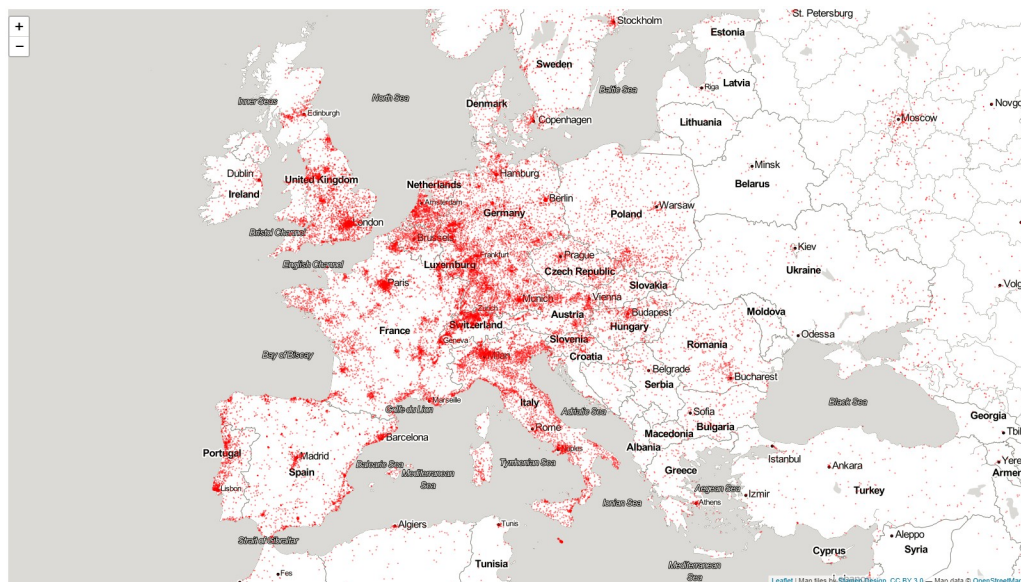 +
−
Stockholm
St. Petersburg
Estonia
Sweden
Latvia
Riga
Baltic Sea
North Sea
Inner Seas
Edinburgh
Denmark
Copenhagen
Lithuania
Moscow
Novgo
Minsk
Belarus
Dublin
Ireland
United Kingdom
Netherlands
Hamburg
Amsterdam
Berlin
Germany
Poland
Warsaw
London
Bristol Channel
Brussels
English Channel
Luxemburg
Frankfurt
Prague
Czech Republic
Kiev
Ukraine
Slovakia
Volg
Paris
Munich
Vienna
Zurich
Austria
Budapest
Hungary
Moldova
France
Switzerland
Geneva
Slovenia
Milan
Croatia
Odessa
Romania
Bay of Biscay
Belgrade
Serbia
Bucharest
Marseille
Golfe du Lion
Italy
Adriatic Sea
Sofia
Bulgaria
Black Sea
Georgia
Rome
Macedonia
Albania
Tbil
Barcelona
Portugal
Madrid
Spain
Balearic Sea
Mediterranean
Sea
Tyrrhenian Sea
Naples
Greece
Istanbul
Ankara
Yere
Armen
Lisbon
Ionian Sea
Aegean Sea
Athens
Izmir
Turkey
Strait of Gibraltar
Algiers
Tunis
Aleppo
Cyprus
Syria
Fes
Tunisia
Mediterranean
Sea
Leaflet | Map tiles by Stamen Design, CC BY 3.0 — Map data © OpenStreetMap